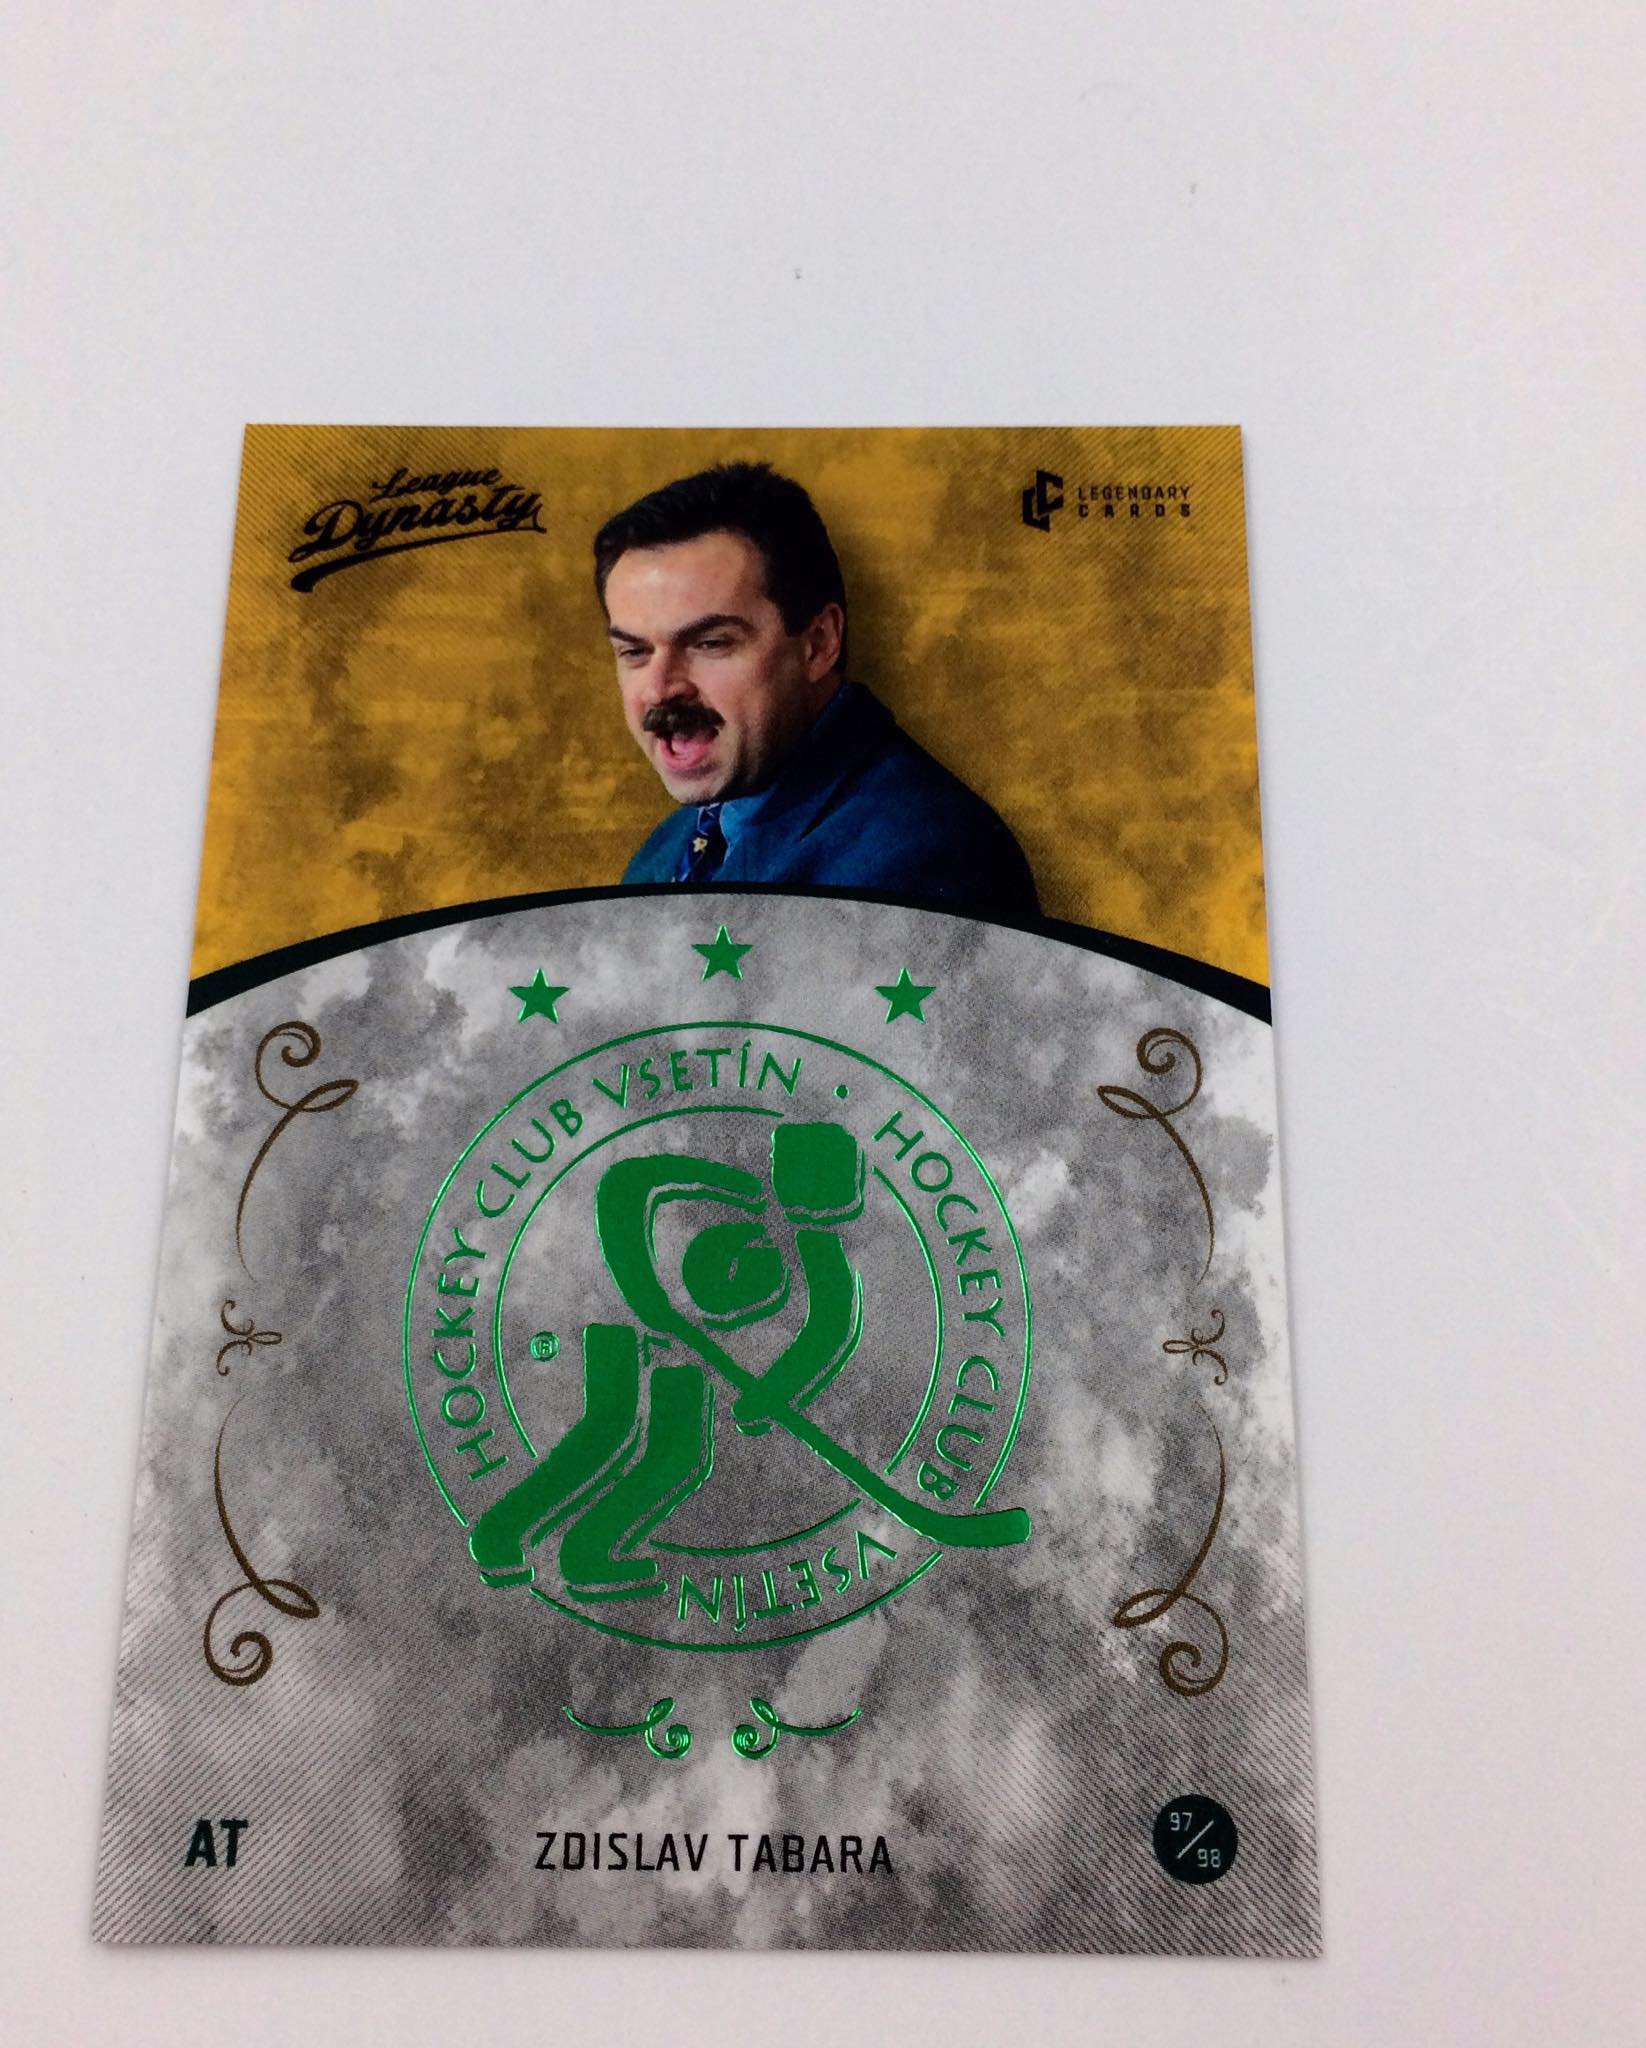 League
Dynasty
LEGENDARY
CARDS
HOCKEY CLUB VSETÍN • HOCKEY CLUB
VSETÍN
®
AT
ZDISLAV TABARA
97/98